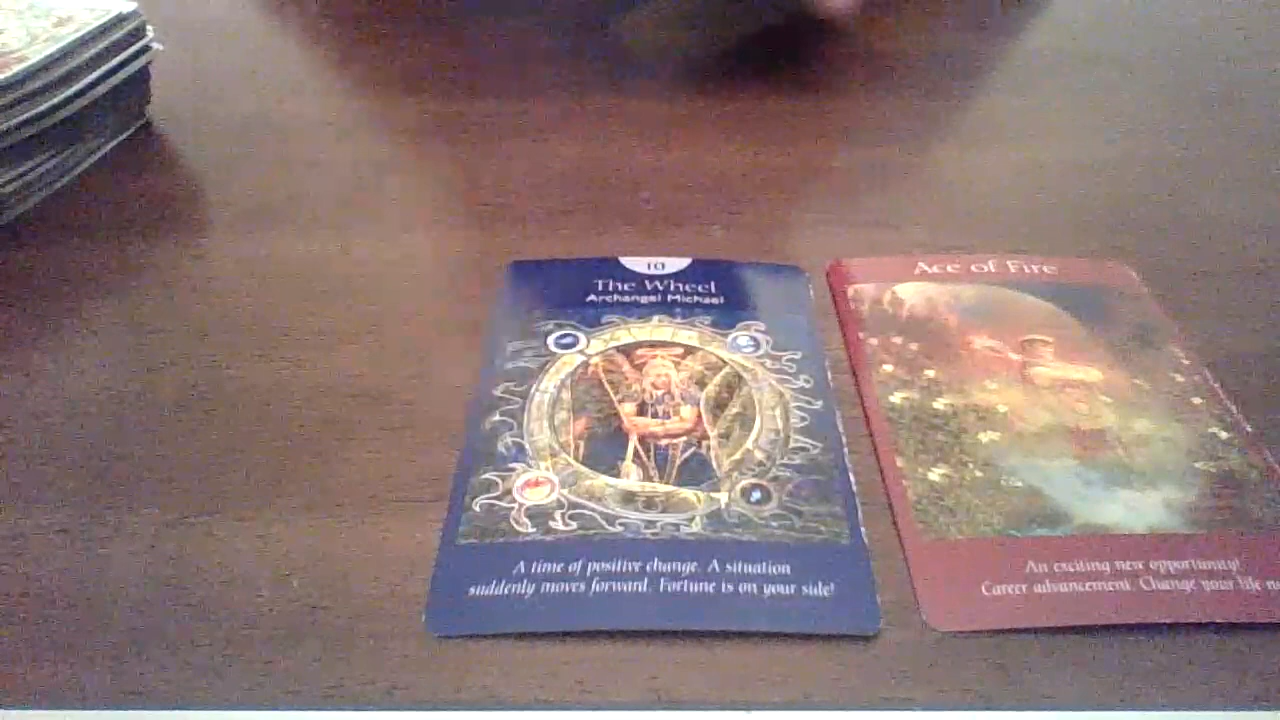 10
The Wheel
Archangel Michael
A time of positive change. A situation
suddenly moves forward. Fortune is on your side!
Ace of Fire
An exciting new opportunity!
Career advancement. Change your life